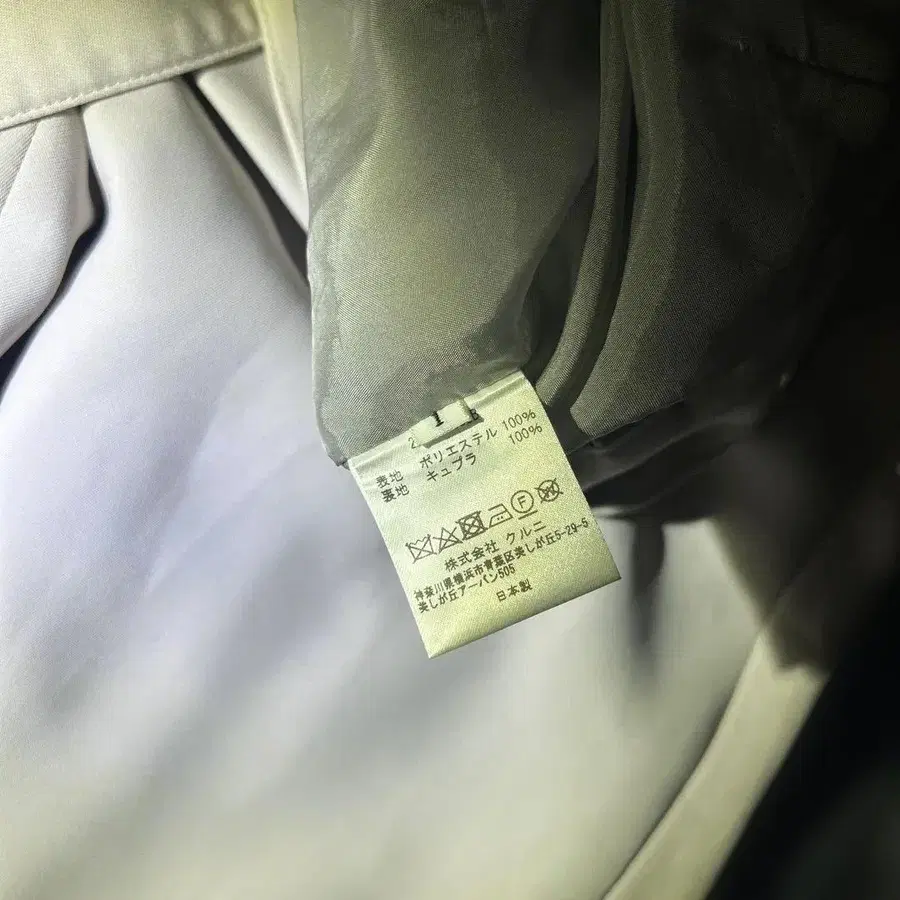 1
表地 ポリエステル 100%
裏地 キュプラ 100%
F
株式会社 クルニ
神奈川県横浜市青葉区美しが丘5-29-5
美しが丘アーバン505
日本製